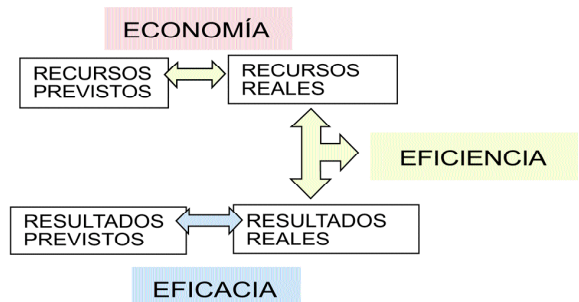 ECONOMÍA
RECURSOS
PREVISTOS
RECURSOS
REALES
EFICIENCIA
RESULTADOS
PREVISTOS
RESULTADOS
REALES
EFICACIA